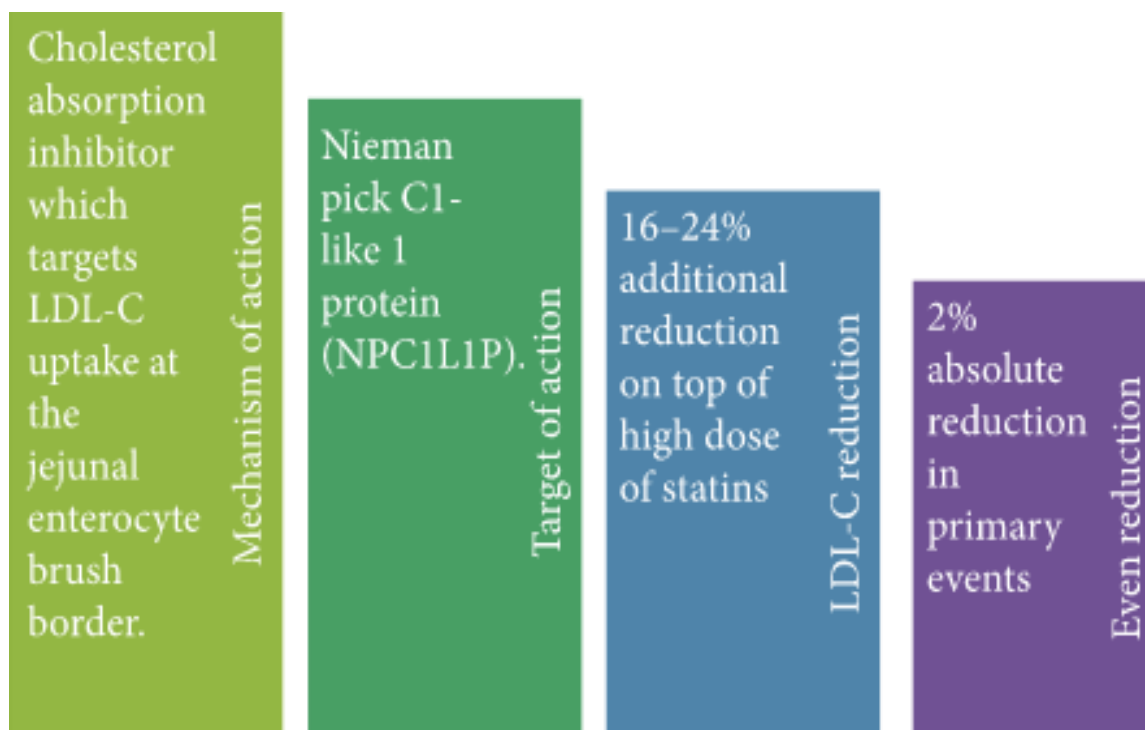 Cholesterol
absorption
inhibitor
which
targets
LDL-C
uptake at
the
jejunal
enterocyte
brush
border.
Mechanism of action
Nieman
pick C1-
like 1
protein
(NPC1L1P).
Target of action
16–24%
additional
reduction
on top of
high dose
of statins
LDL-C reduction
2%
absolute
reduction
in
primary
events
Even reduction